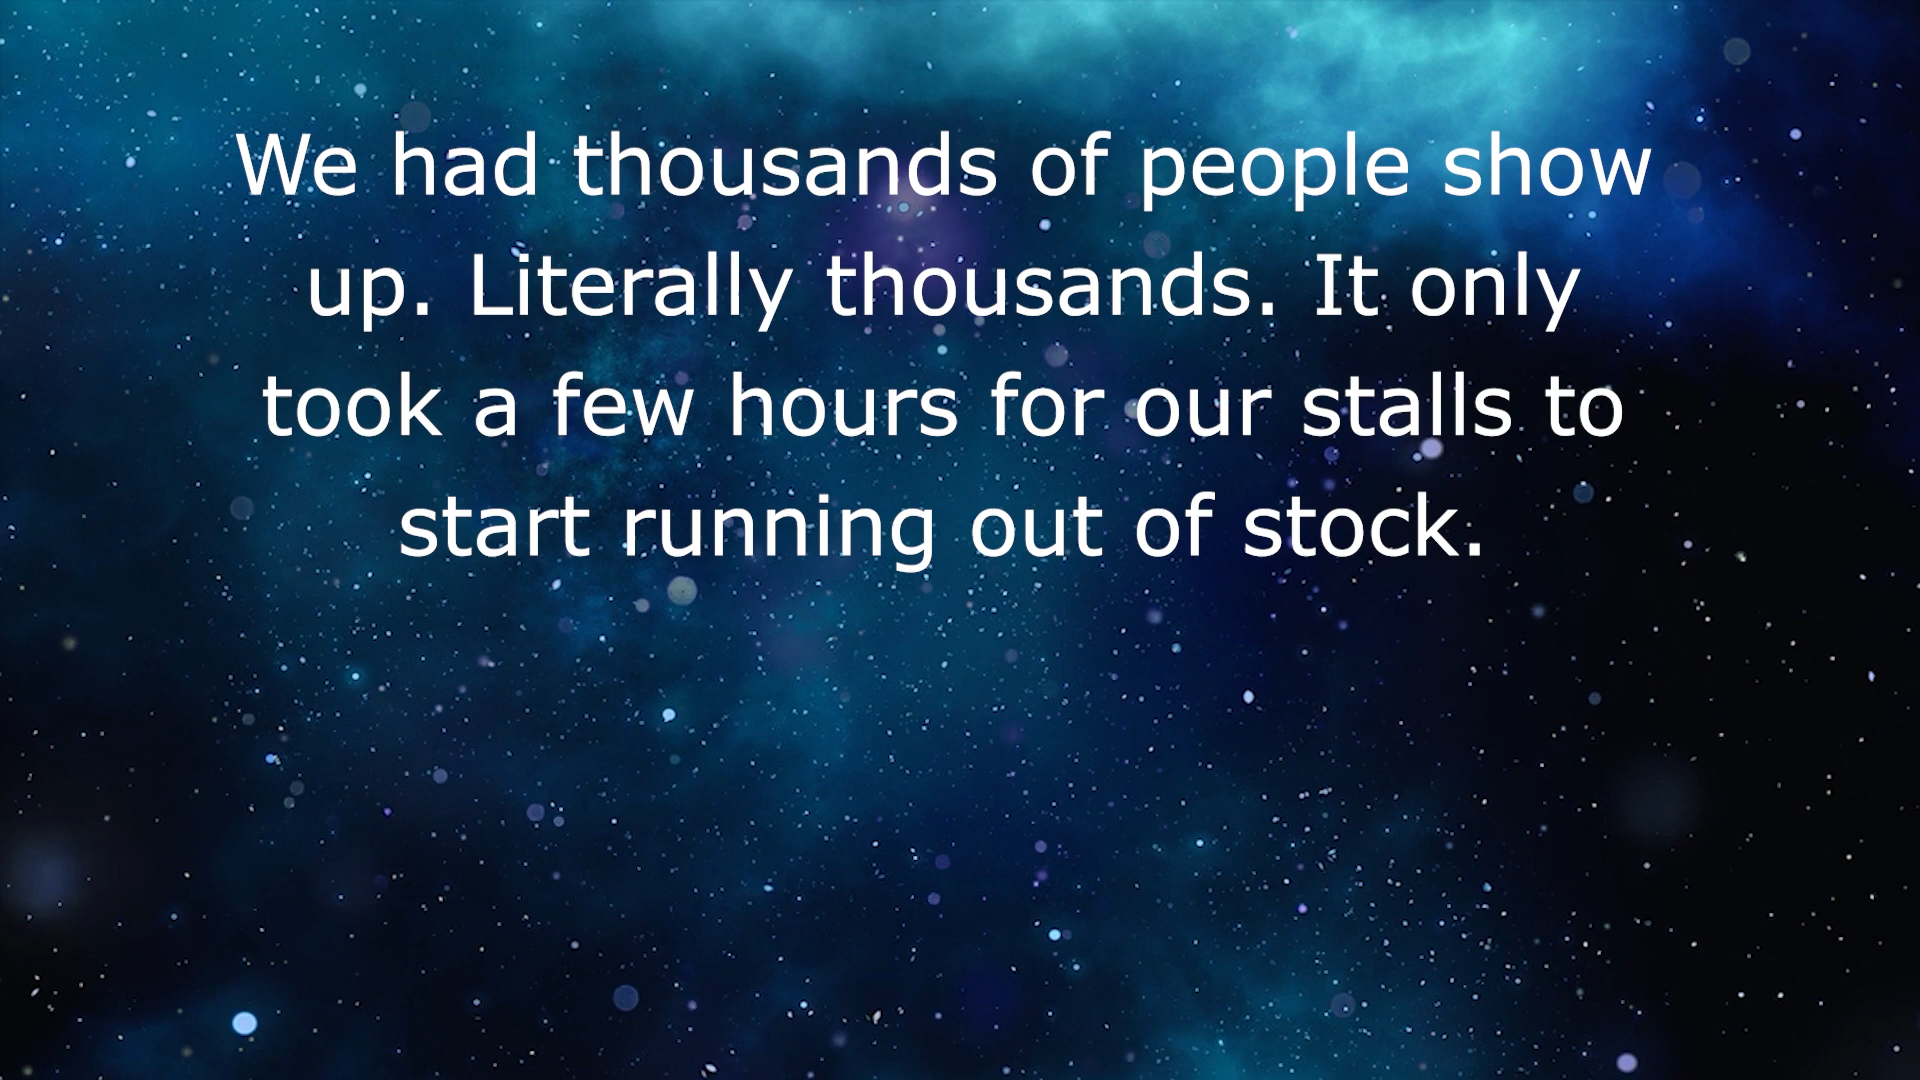 We had thousands of people show
up. Literally thousands. It only
took a few hours for our stalls to
start running out of stock.